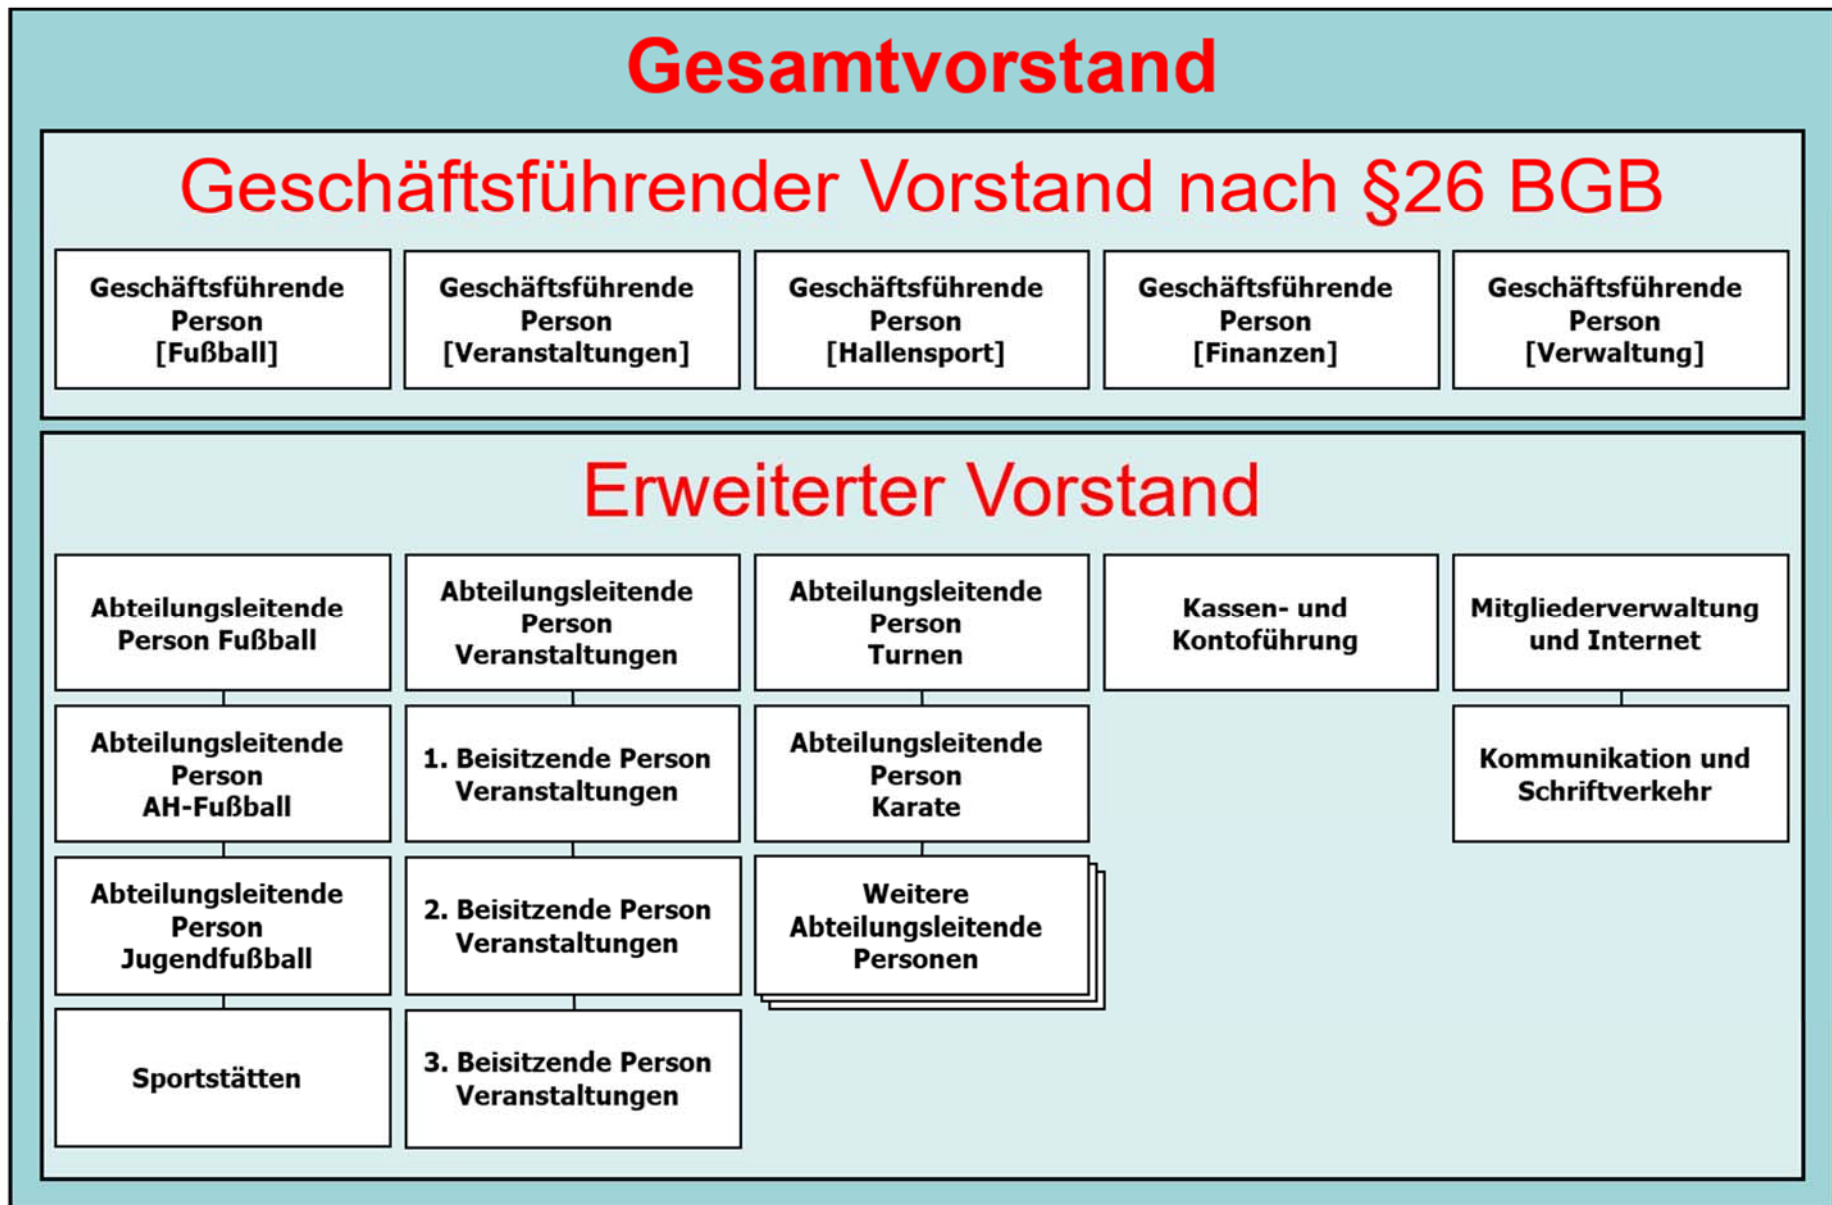 Gesamtvorstand
Geschäftsführender Vorstand nach §26 BGB
Geschäftsführende
Person
[Fußball]
Geschäftsführende
Person
[Veranstaltungen]
Geschäftsführende
Person
[Hallensport]
Geschäftsführende
Person
[Finanzen]
Geschäftsführende
Person
[Verwaltung]
Erweiterter Vorstand
Abteilungsleitende
Person Fußball
Abteilungsleitende
Person
Veranstaltungen
Abteilungsleitende
Person
Turnen
Kassen- und
Kontoführung
Mitgliederverwaltung
und Internet
Abteilungsleitende
Person
AH-Fußball
1. Beisitzende Person
Veranstaltungen
Abteilungsleitende
Person
Karate
Kommunikation und
Schriftverkehr
Abteilungsleitende
Person
Jugendfußball
2. Beisitzende Person
Veranstaltungen
Weitere
Abteilungsleitende
Personen
Sportstätten
3. Beisitzende Person
Veranstaltungen